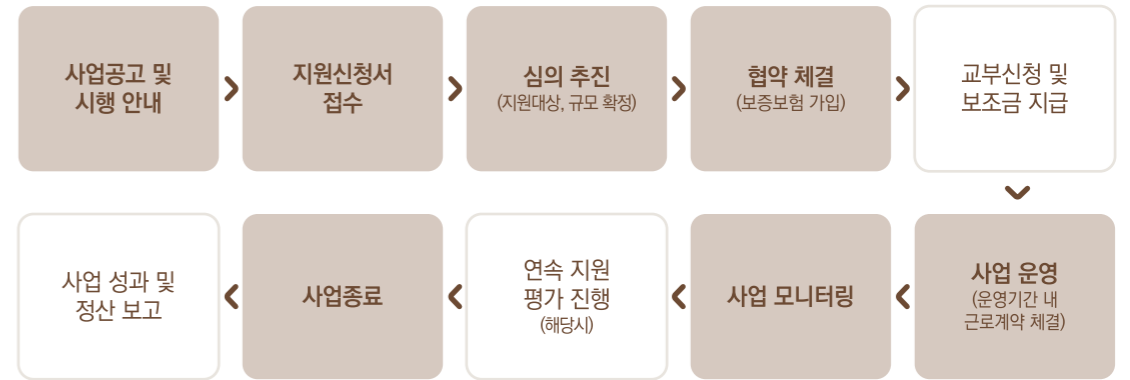 사업공고 및
시행 안내
지원신청서
접수
심의 추진
(지원대상, 규모 확정)
협약 체결
(보증보험 가입)
교부신청 및
보조금 지급
사업 운영
(운영기간 내
근로계약 체결)
사업 모니터링
연속 지원
평가 진행
(해당시)
사업종료
사업 성과 및
정산 보고